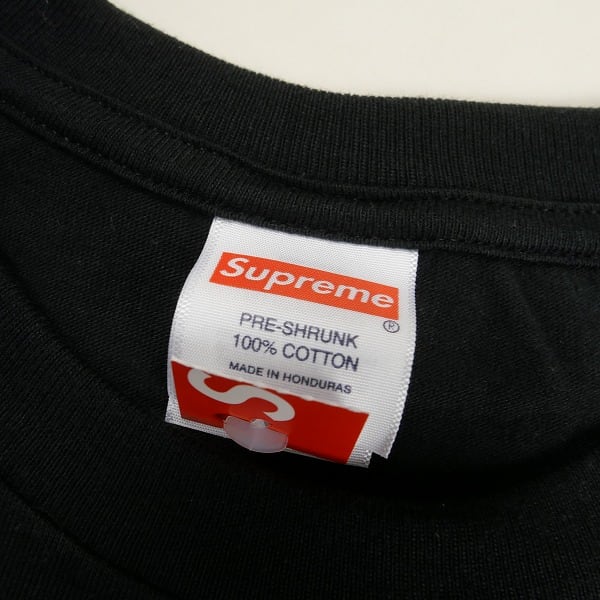 Supreme
®
PRE-SHRUNK
100% COTTON
MADE IN HONDURAS
S